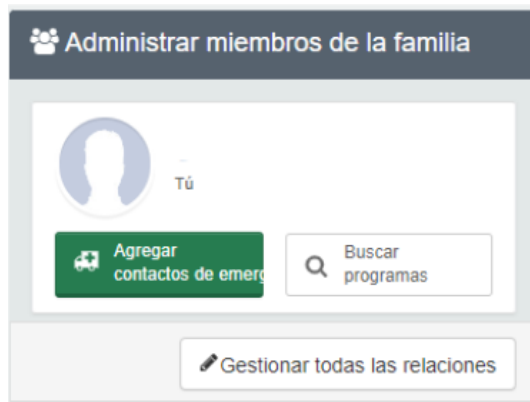 Administrar miembros de la familia
Tú
Agregar
contactos de emerg
Buscar
programas
Gestionar todas las relaciones